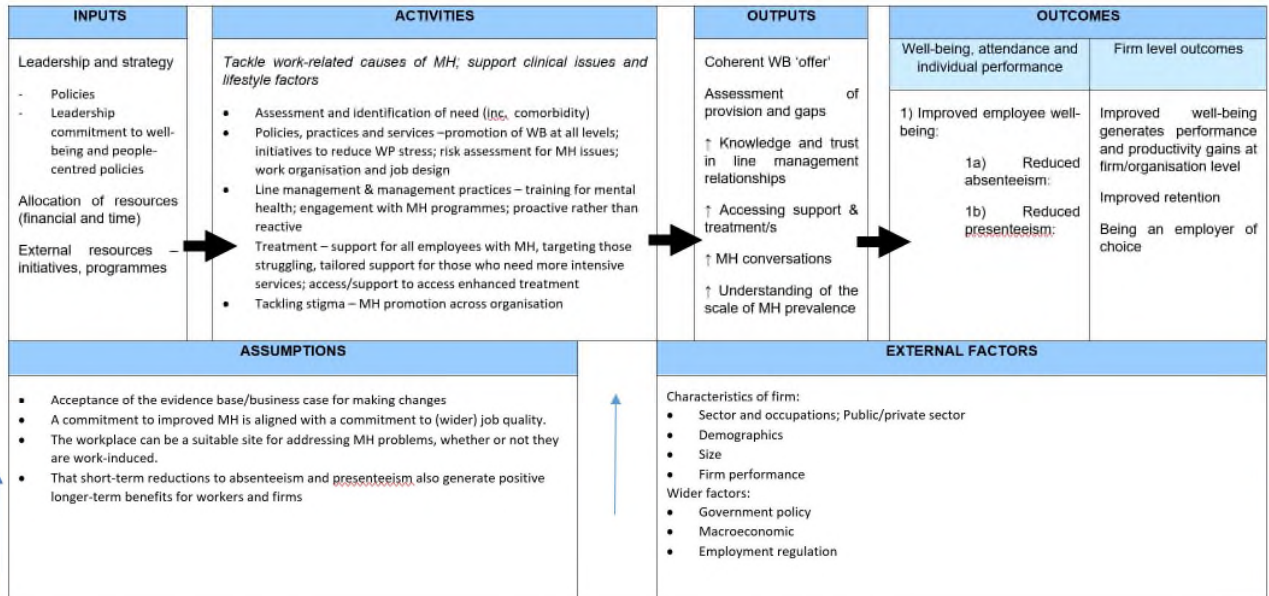 INPUTS
Leadership and strategy
- Policies
- Leadership
commitment to well-
being and people-
centred policies
Allocation of resources
(financial and time)
External resources –
initiatives, programmes
ACTIVITIES
Tackle work-related causes of MH; support clinical issues and
lifestyle factors
• Assessment and identification of need (inc, comorbidity)
• Policies, practices and services –promotion of WB at all levels;
initiatives to reduce WP stress; risk assessment for MH issues;
work organisation and job design
• Line management & management practices – training for mental
health; engagement with MH programmes; proactive rather than
reactive
• Treatment – support for all employees with MH, targeting those
struggling, tailored support for those who need more intensive
services; access/support to access enhanced treatment
• Tackling stigma – MH promotion across organisation
OUTPUTS
Coherent WB ‘offer’
Assessment of
provision and gaps
↑ Knowledge and trust
in line management
relationships
↑ Accessing support &
treatment/s
↑ MH conversations
↑ Understanding of the
scale of MH prevalence
OUTCOMES
Well-being, attendance and
individual performance
1) Improved employee well-
being:
1a) Reduced
absenteeism:
1b) Reduced
presenteeism:
Firm level outcomes
Improved well-being
generates performance
and productivity gains at
firm/organisation level
Improved retention
Being an employer of
choice
ASSUMPTIONS
▪ Acceptance of the evidence base/business case for making changes
• A commitment to improved MH is aligned with a commitment to (wider) job quality.
• The workplace can be a suitable site for addressing MH problems, whether or not they
are work-induced.
• That short-term reductions to absenteeism and presenteeism also generate positive
longer-term benefits for workers and firms
EXTERNAL FACTORS
Characteristics of firm:
• Sector and occupations; Public/private sector
• Demographics
• Size
• Firm performance
Wider factors:
• Government policy
• Macroeconomic
• Employment regulation